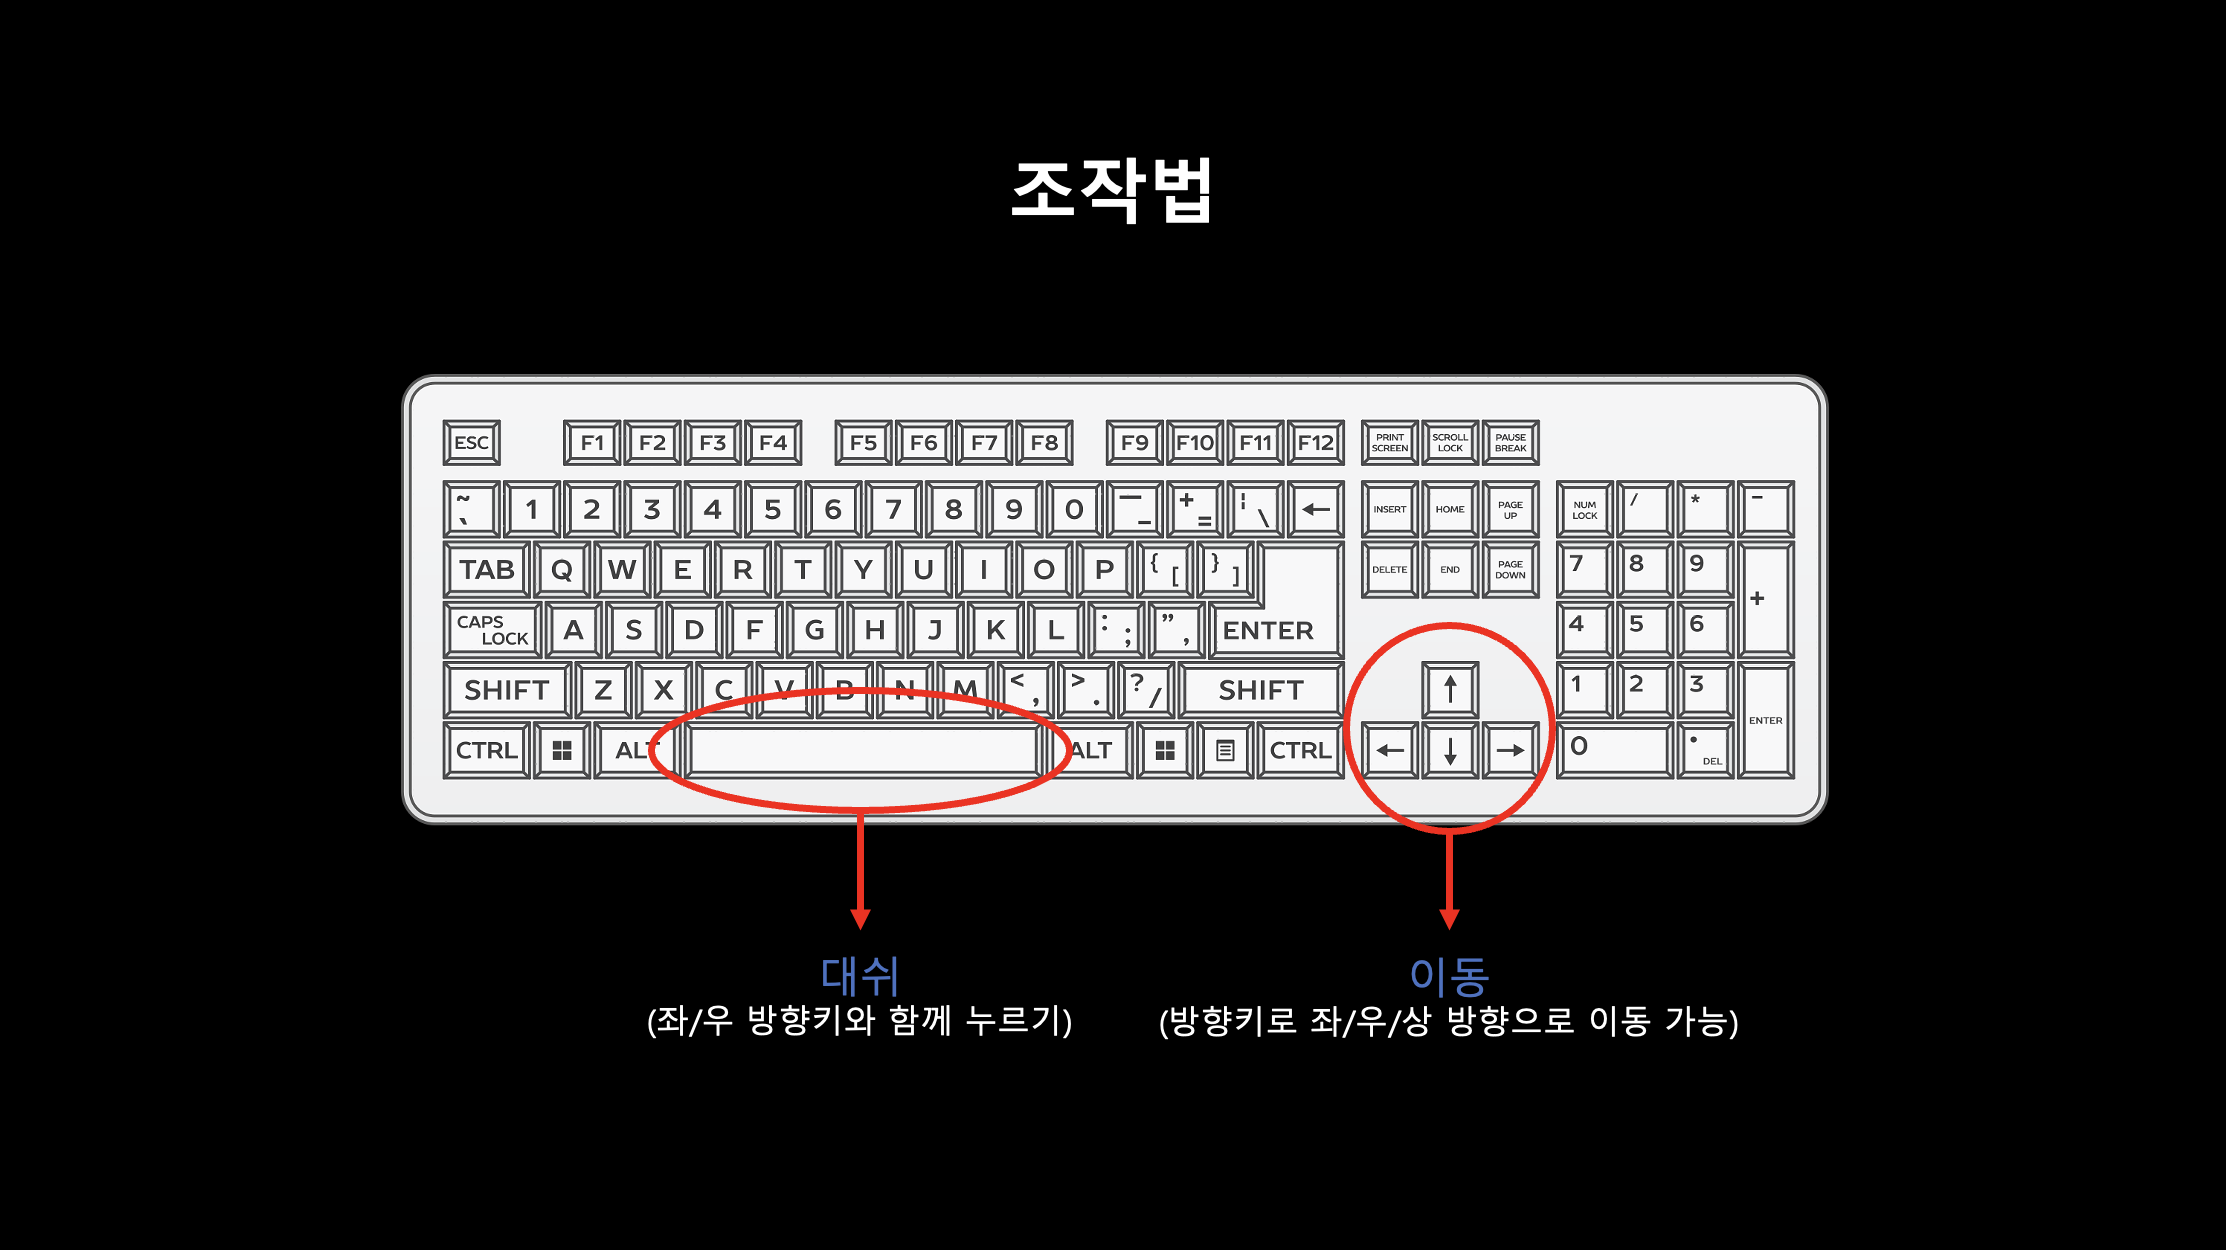 조작법
ESC F1 F2 F3 F4 F5 F6 F7 F8 F9 F10 F11 F12 PRINT SCREEN SCROLL LOCK PAUSE BREAK
~ ` 1 2 3 4 5 6 7 8 9 0 — - + = ¦ \ ← INSERT HOME PAGE UP NUM LOCK / * -
TAB Q W E R T Y U I O P { [ } ] DELETE END PAGE DOWN 7 8 9 +
CAPS LOCK A S D F G H J K L : ; ” , ENTER 4 5 6
SHIFT Z X C V B N M < , > . ? / SHIFT ↑ 1 2 3 ENTER
CTRL ALT ALT CTRL ← ↓ → 0 • DEL
대쉬 이동
(좌/우 방향키와 함께 누르기) (방향키로 좌/우/상 방향으로 이동 가능)